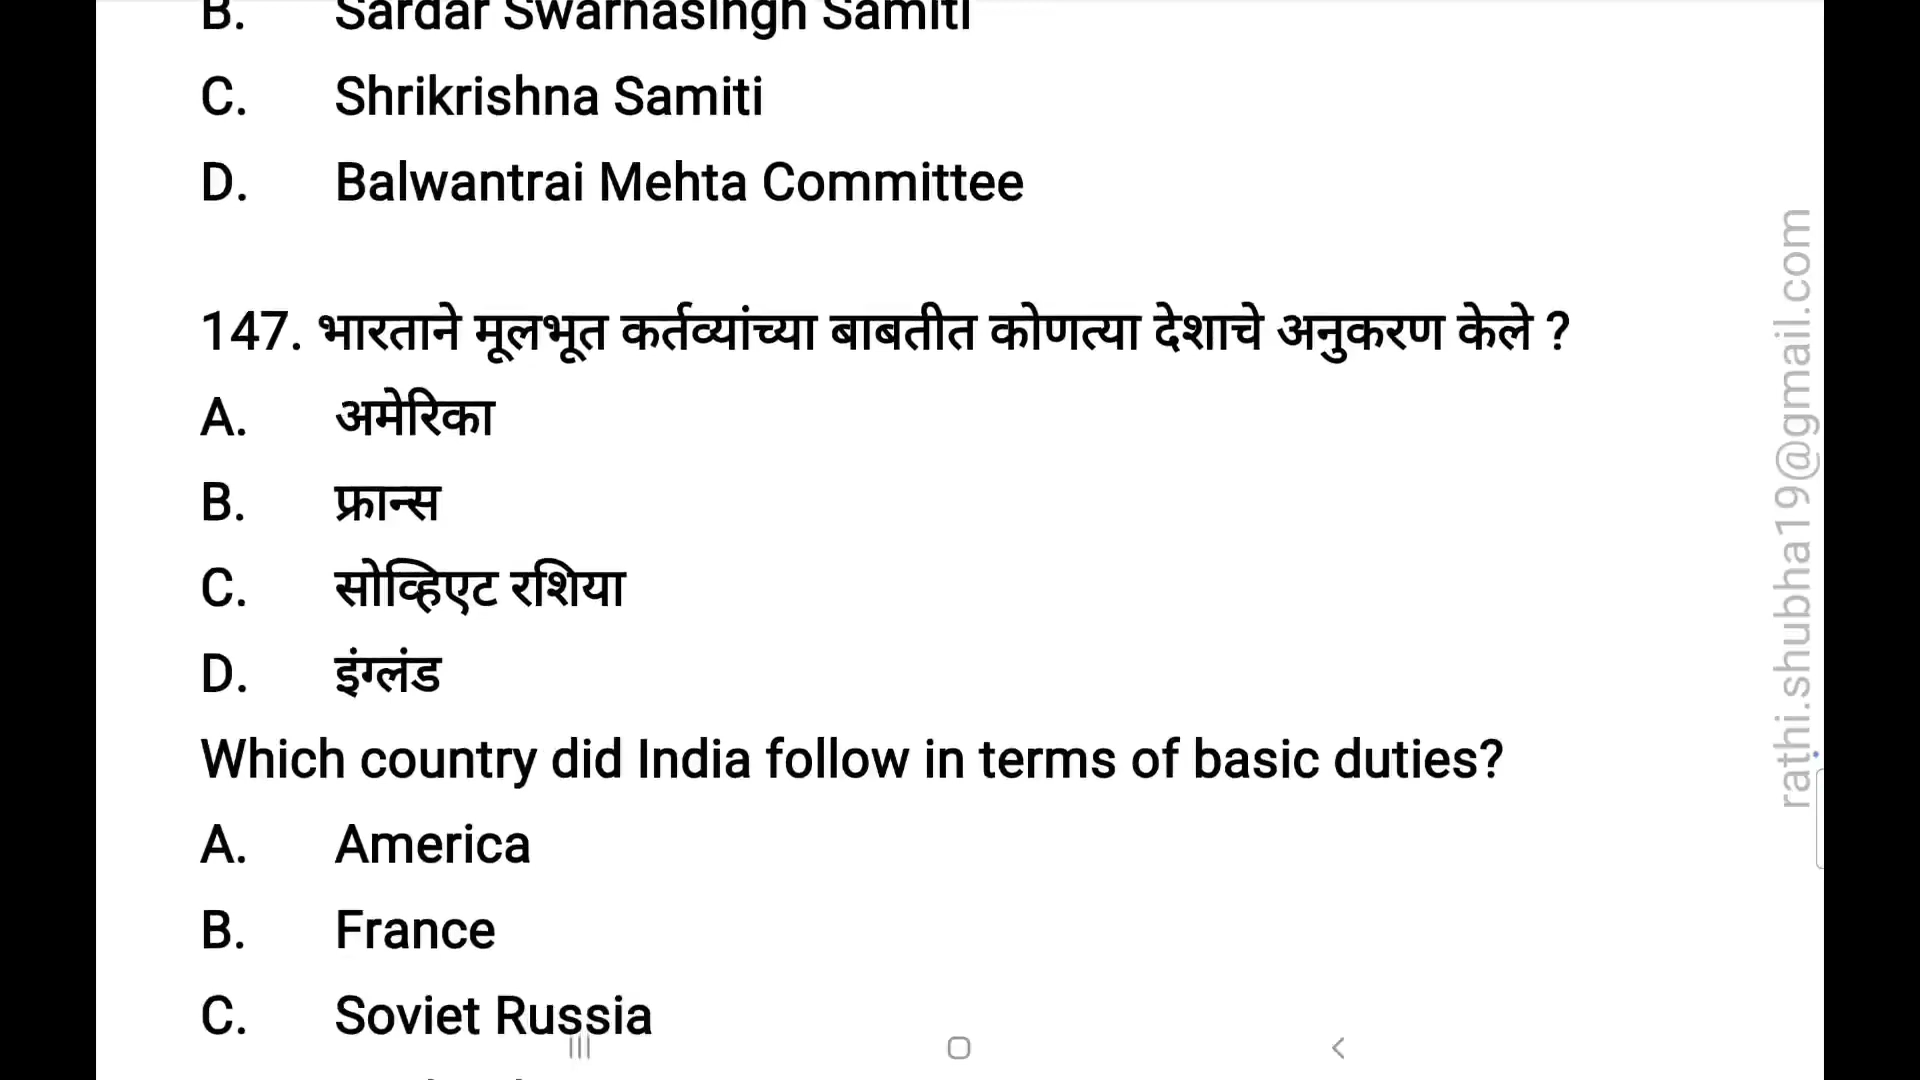 B. Sardar Swarnasingh Samiti
C. Shrikrishna Samiti
D. Balwantrai Mehta Committee
147. भारताने मूलभूत कर्तव्यांच्या बाबतीत कोणत्या देशाचे अनुकरण केले ?
A. अमेरिका
B. फ्रान्स
C. सोव्हिएट रशिया
D. इंग्लंड
Which country did India follow in terms of basic duties?
A. America
B. France
C. Soviet Russia
rathi.shubha19@gmail.com